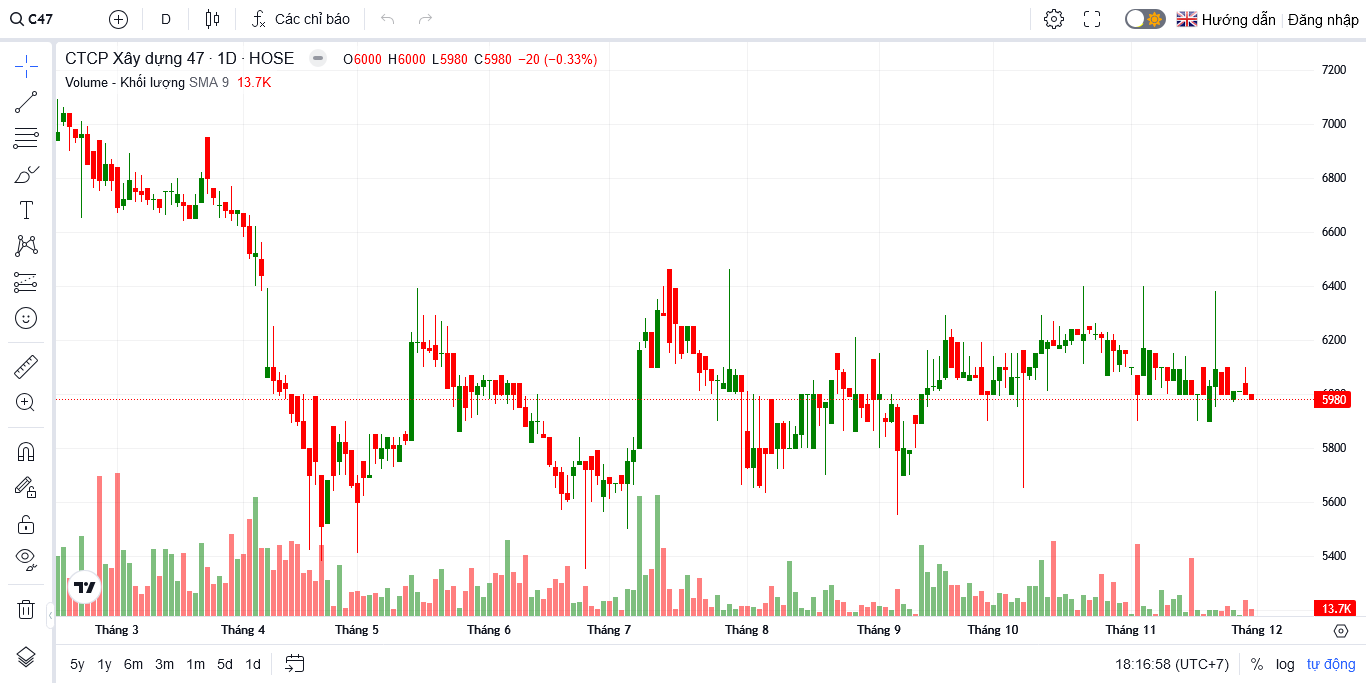 C47 D Các chỉ báo Hướng dẫn Đăng nhập
CTCP Xây dựng 47 · 1D · HOSE O6000 H6000 L5980 C5980 −20 (−0.33%)
Volume - Khối lượng SMA 9 13.7K
7200
7000
6800
6600
6400
6200
5980
5800
5600
5400
13.7K
Tháng 3 Tháng 4 Tháng 5 Tháng 6 Tháng 7 Tháng 8 Tháng 9 Tháng 10 Tháng 11 Tháng 12
5y 1y 6m 3m 1m 5d 1d 18:16:58 (UTC+7) % log tự động